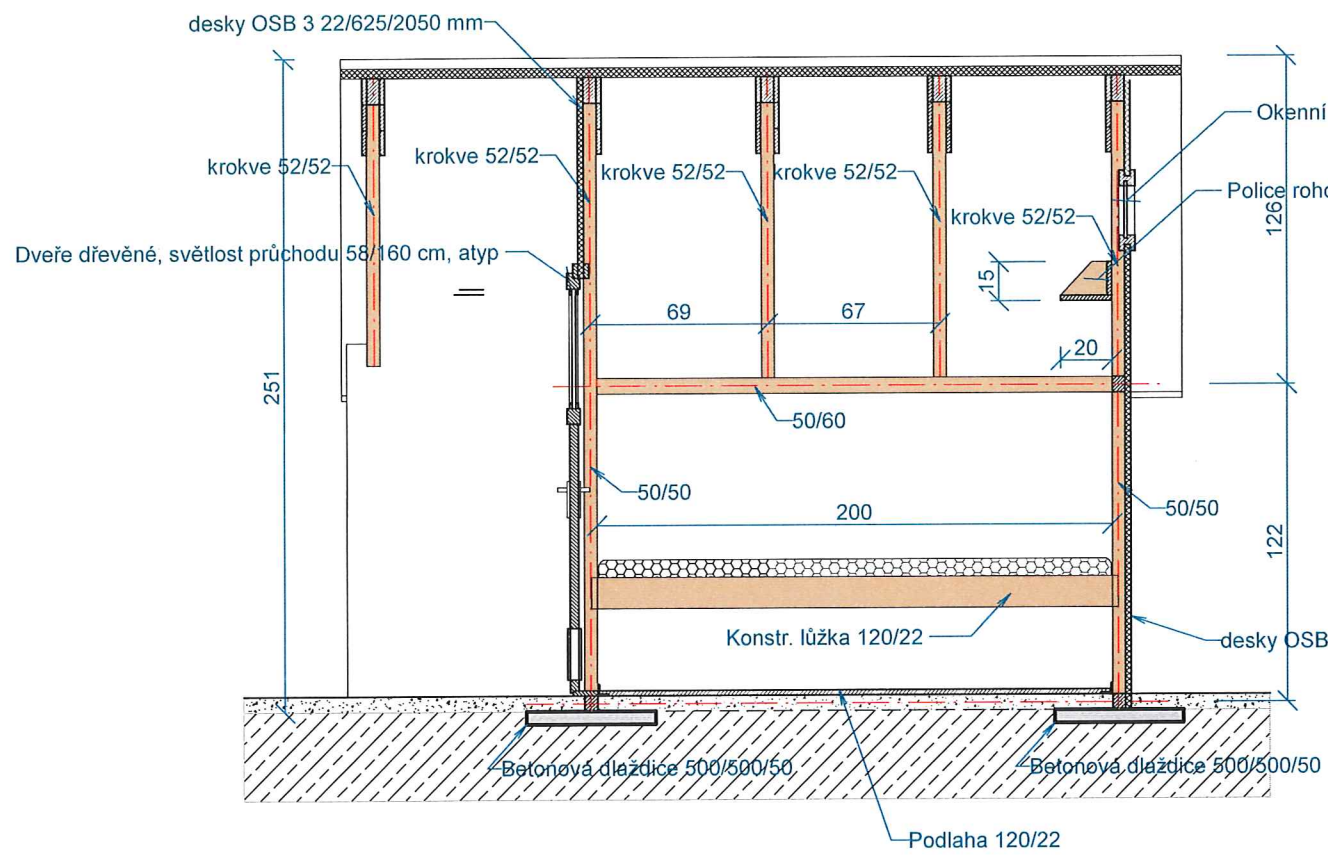 desky OSB 3 22/625/2050 mm
Okenní
krokve 52/52
krokve 52/52
krokve 52/52
krokve 52/52
Police
krokve 52/52
126
Dveře dřevěné, světlost průchodu 58/160 cm, atyp
15
69
67
20
251
50/60
50/50
50/50
200
122
Konstr. lůžka 120/22
desky OSB
Betonová dlaždice 500/500/50
Betonová dlaždice 500/500/50
Podlaha 120/22